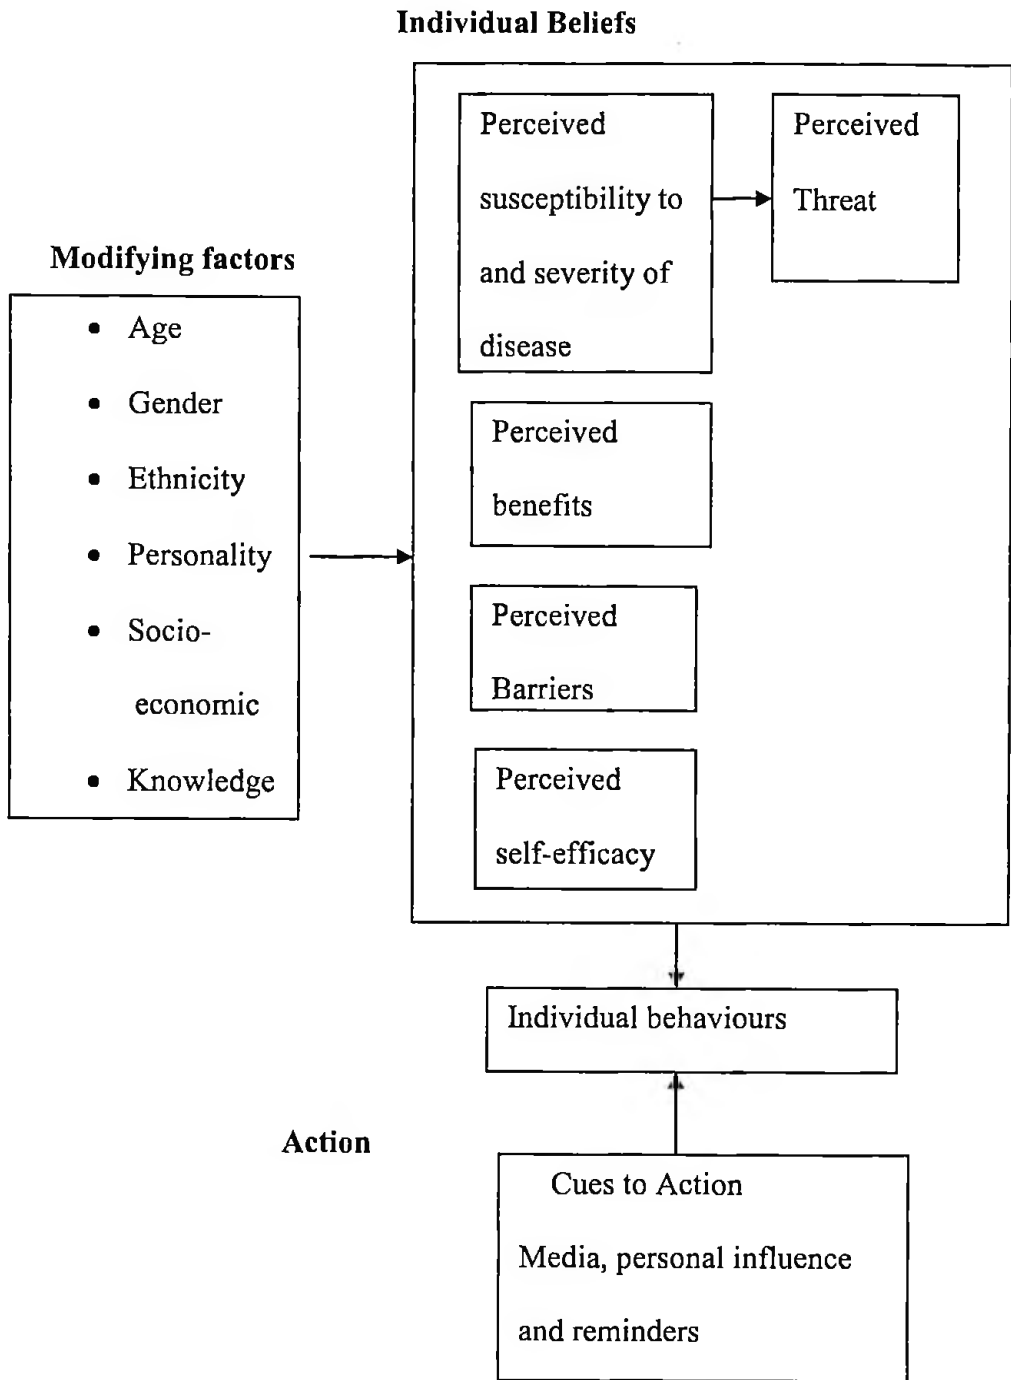 Individual Beliefs
Perceived
susceptibility to
and severity of
disease
Perceived
Threat
Modifying factors
• Age
• Gender
• Ethnicity
• Personality
• Socio-
economic
• Knowledge
Perceived
benefits
Perceived
Barriers
Perceived
self-efficacy
Individual behaviours
Action
Cues to Action
Media, personal influence
and reminders